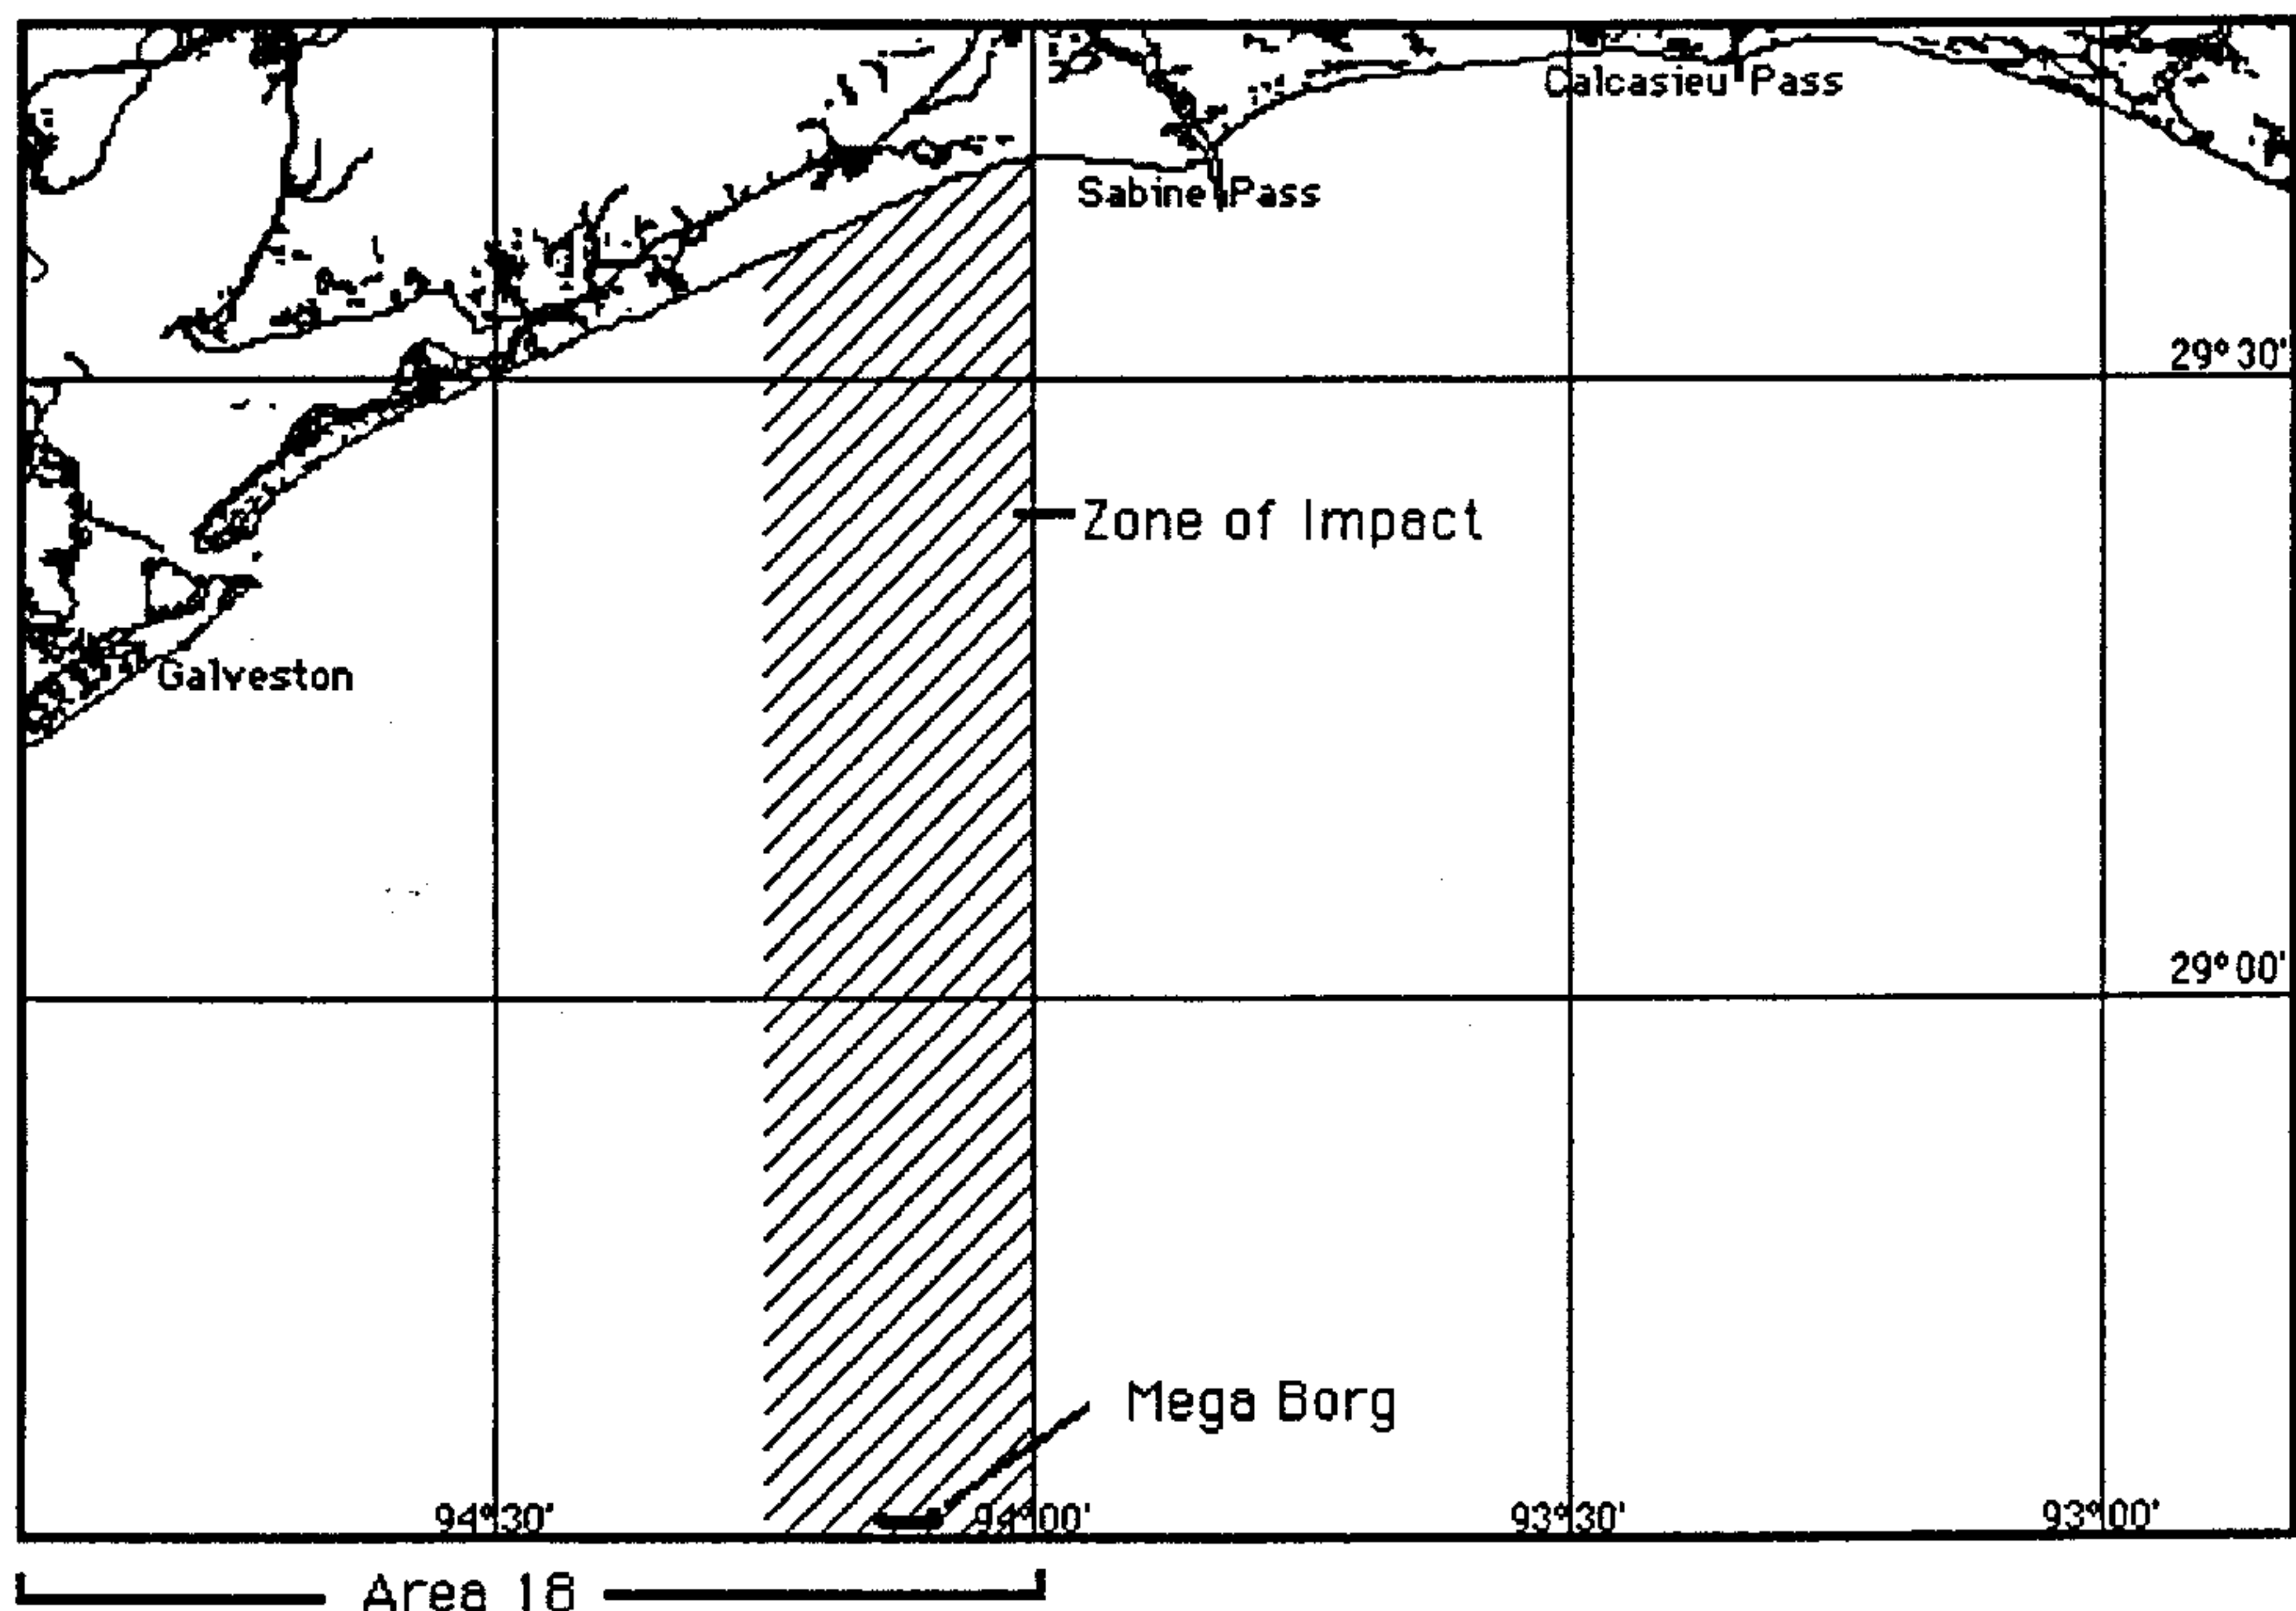 Calcasieu Pass
Sabine Pass
29° 30'
Zone of Impact
Galveston
29° 00'
Mega Borg
94° 30'
94° 00'
93° 30'
93° 00'
Area 18